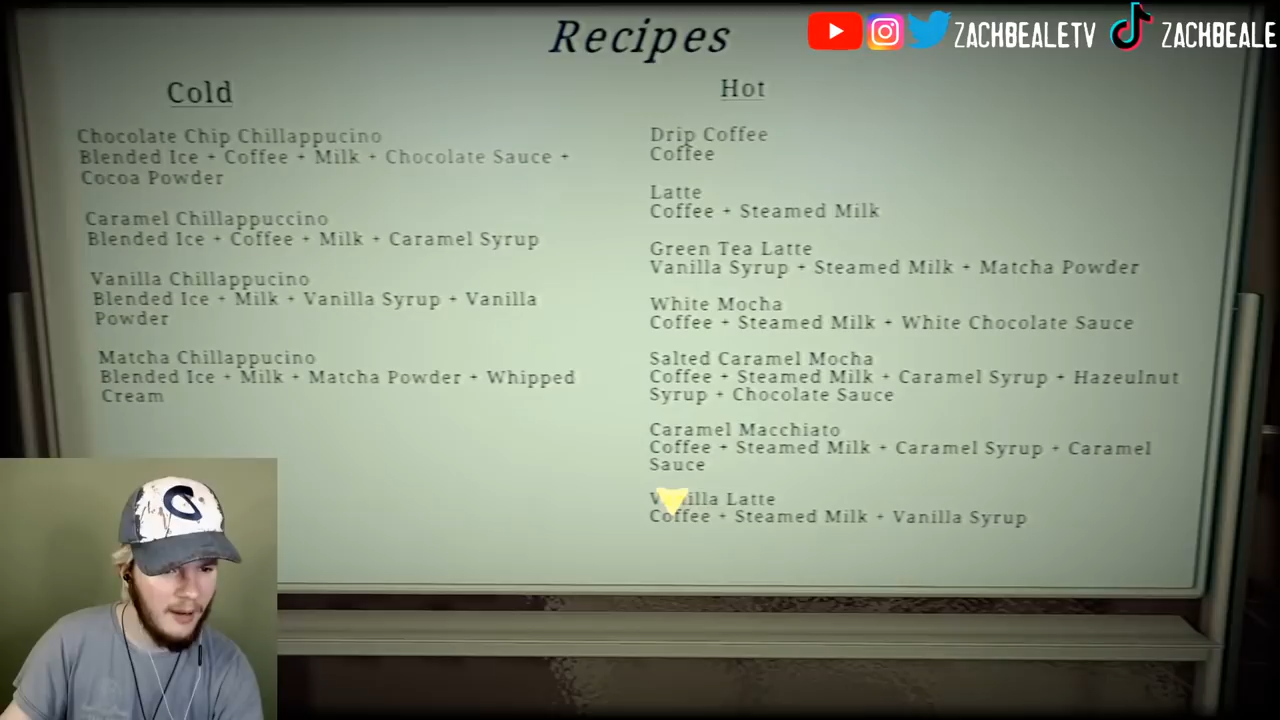 Recipes
ZACHBEALETV
ZACHBEALE
Cold
Chocolate Chip Chillappucino
Blended Ice + Coffee + Milk + Chocolate Sauce +
Cocoa Powder
Caramel Chillappuccino
Blended Ice + Coffee + Milk + Caramel Syrup
Vanilla Chillappucino
Blended Ice + Milk + Vanilla Syrup + Vanilla
Powder
Matcha Chillappucino
Blended Ice + Milk + Matcha Powder + Whipped
Cream
Hot
Drip Coffee
Coffee
Latte
Coffee + Steamed Milk
Green Tea Latte
Vanilla Syrup + Steamed Milk + Matcha Powder
White Mocha
Coffee + Steamed Milk + White Chocolate Sauce
Salted Caramel Mocha
Coffee + Steamed Milk + Caramel Syrup + Hazeulnut
Syrup + Chocolate Sauce
Caramel Macchiato
Coffee + Steamed Milk + Caramel Syrup + Caramel
Sauce
Vanilla Latte
Coffee + Steamed Milk + Vanilla Syrup